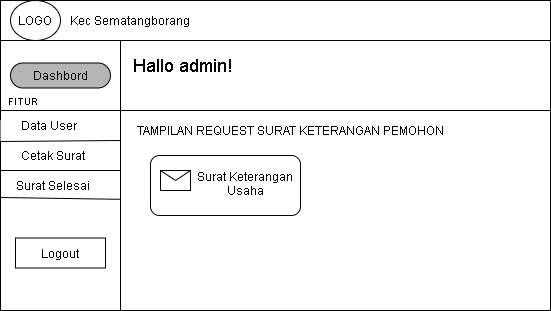 LOGO Kec Sematangborang
Dashbord
Hallo admin!
FITUR
Data User
Cetak Surat
Surat Selesai
Logout
TAMPILAN REQUEST SURAT KETERANGAN PEMOHON
Surat Keterangan
Usaha